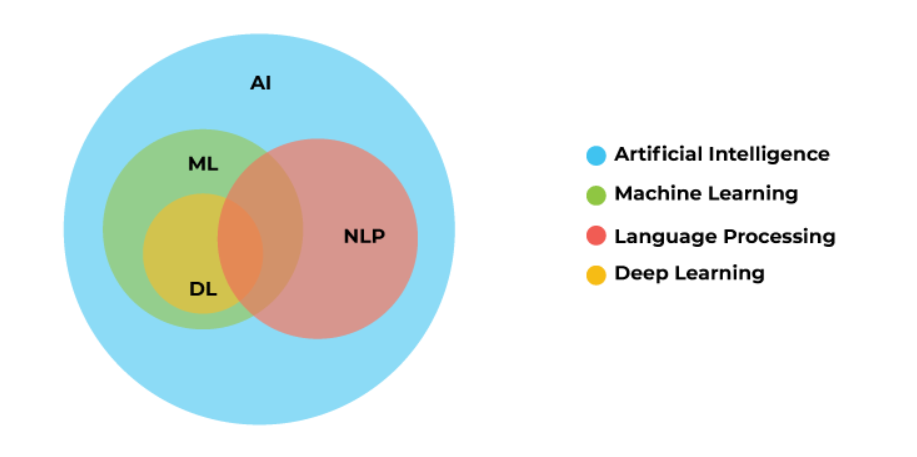 AI
ML
NLP
DL
Artificial Intelligence
Machine Learning
Language Processing
Deep Learning